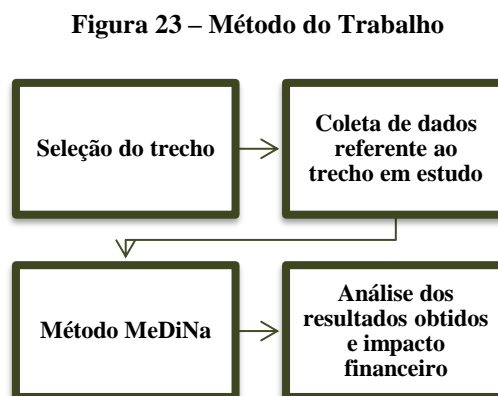 Figura 23 – Método do Trabalho
Seleção do trecho
Coleta de dados
referente ao
trecho em estudo
Método MeDiNa
Análise dos
resultados obtidos
e impacto
financeiro